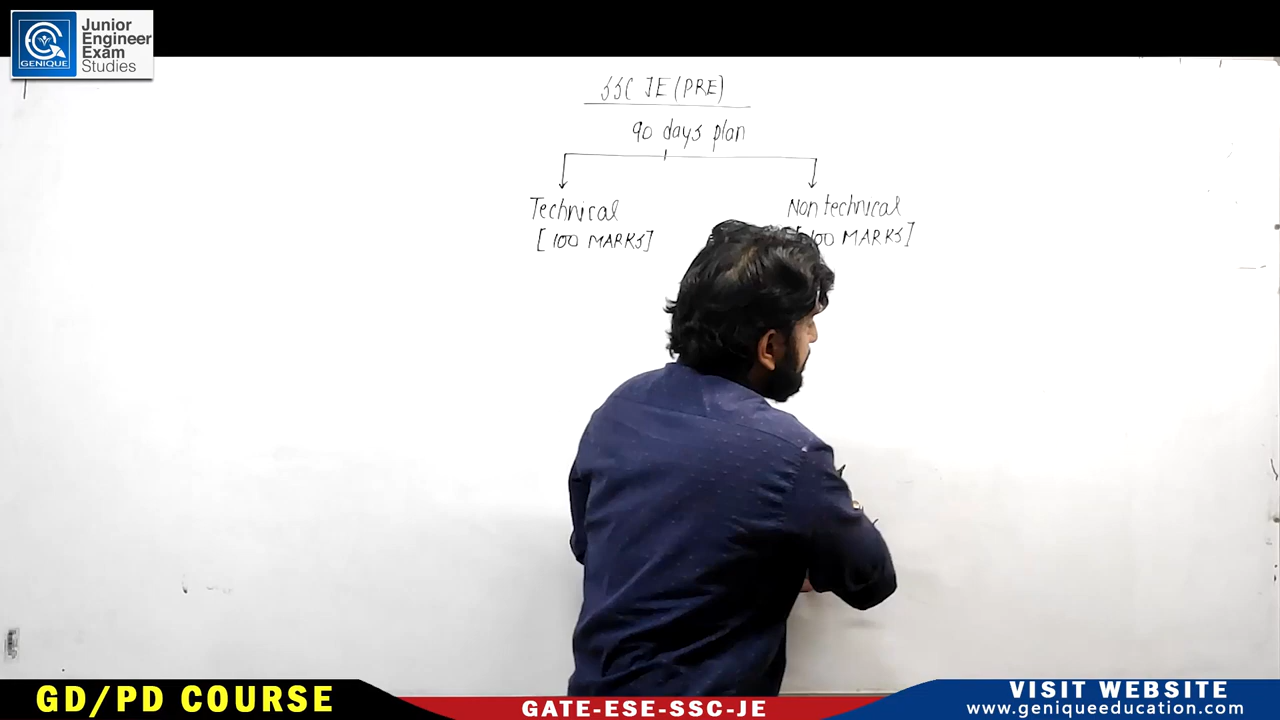 GENIQUE
Junior
Engineer
Exam
Studies
SSC JE (PRE)
90 days plan
Technical
[100 MARKS]
Non technical
[100 MARKS]
GD/PD COURSE
GATE-ESE-SSC-JE
VISIT WEBSITE
www.geniqueeducation.com